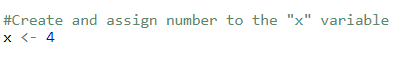 #Create and assign number to the "x" variable
x <- 4